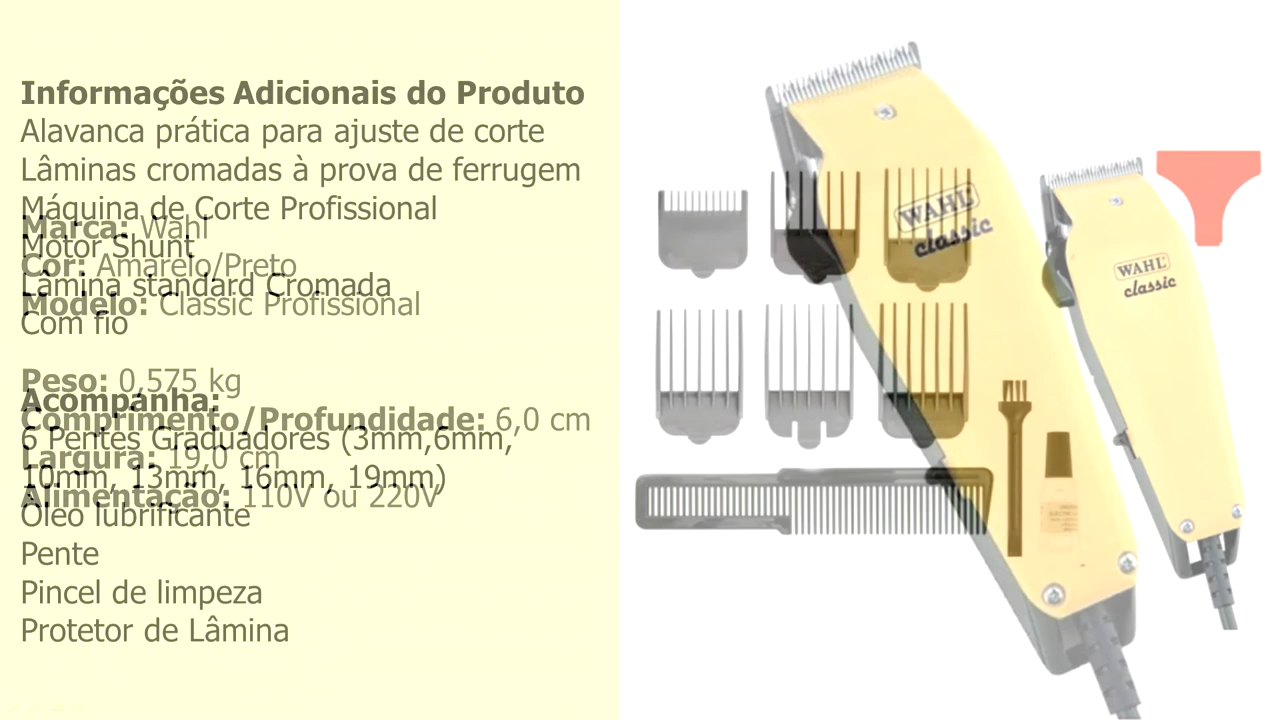 Informações Adicionais do Produto
Alavanca prática para ajuste de corte
Lâminas cromadas à prova de ferrugem
Máquina de Corte Profissional
Marca: Wahl
Motor Shunt
Cor: Amarelo/Preto
Lâmina standard Cromada
Modelo: Classic Profissional
Com fio
Peso: 0,575 kg
Acompanha:
Comprimento/Profundidade: 6,0 cm
6 Pentes Graduadores (3mm,6mm,
Largura: 19,0 cm
10mm, 13mm, 16mm, 19mm)
Alimentação: 110V ou 220V
Óleo lubrificante
Pente
Pincel de limpeza
Protetor de Lâmina
WAHL
classic
WAHL
classic